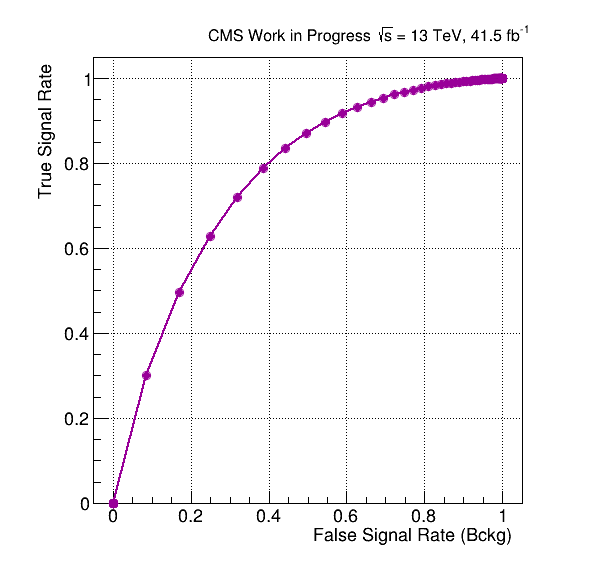 CMS Work in Progress √s = 13 TeV, 41.5 fb⁻¹
True Signal Rate
1
0.8
0.6
0.4
0.2
0
0 0.2 0.4 0.6 0.8 1
False Signal Rate (Bckg)